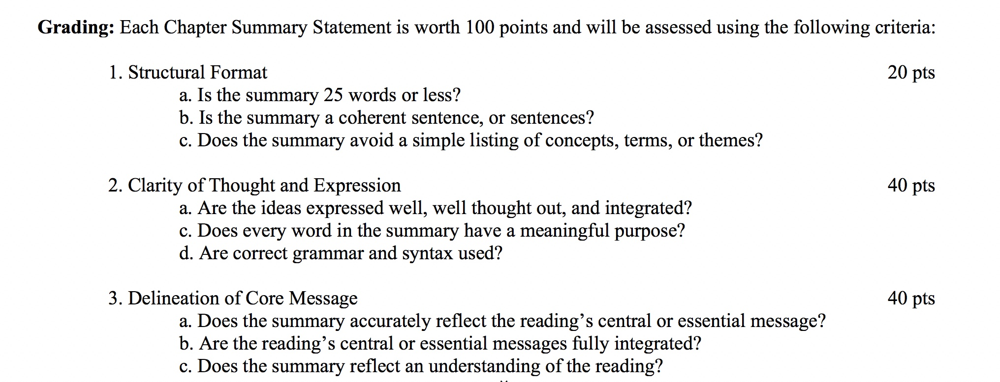 Grading: Each Chapter Summary Statement is worth 100 points and will be assessed using the following criteria:
1. Structural Format 20 pts
a. Is the summary 25 words or less?
b. Is the summary a coherent sentence, or sentences?
c. Does the summary avoid a simple listing of concepts, terms, or themes?
2. Clarity of Thought and Expression 40 pts
a. Are the ideas expressed well, well thought out, and integrated?
c. Does every word in the summary have a meaningful purpose?
d. Are correct grammar and syntax used?
3. Delineation of Core Message 40 pts
a. Does the summary accurately reflect the reading’s central or essential message?
b. Are the reading’s central or essential messages fully integrated?
c. Does the summary reflect an understanding of the reading?